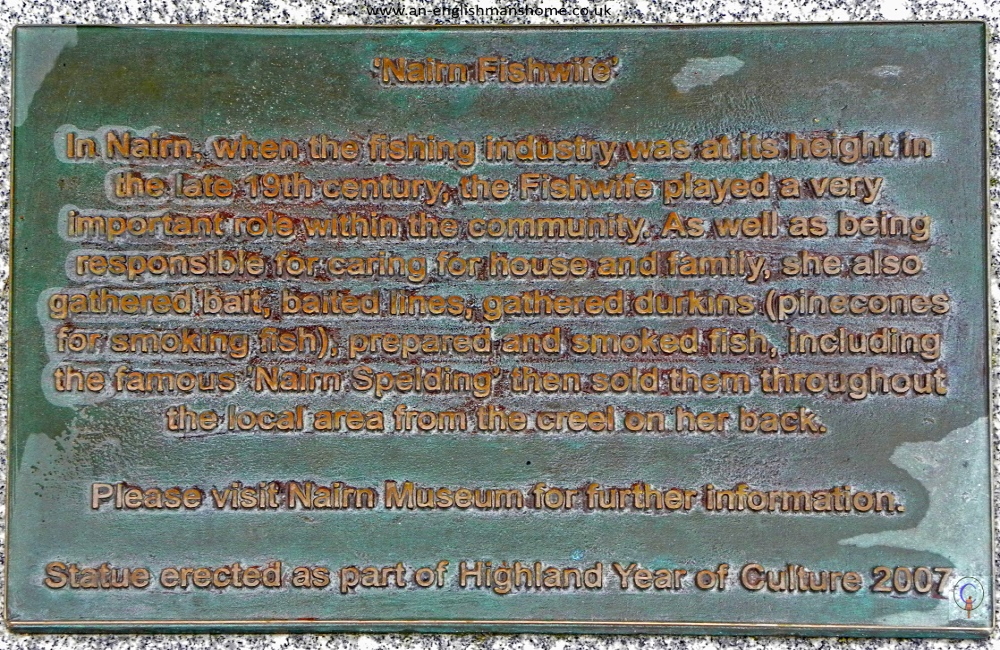 www.an-englishmanshome.co.uk
'Nairn Fishwife'
In Nairn, when the fishing industry was at its height in
the late 19th century, the Fishwife played a very
important role within the community. As well as being
responsible for caring for house and family, she also
gathered bait, baited lines, gathered durkins (pinecones
for smoking fish), prepared and smoked fish, including
the famous 'Nairn Spelding' then sold them throughout
the local area from the creel on her back.
Please visit Nairn Museum for further information.
Statue erected as part of Highland Year of Culture 2007